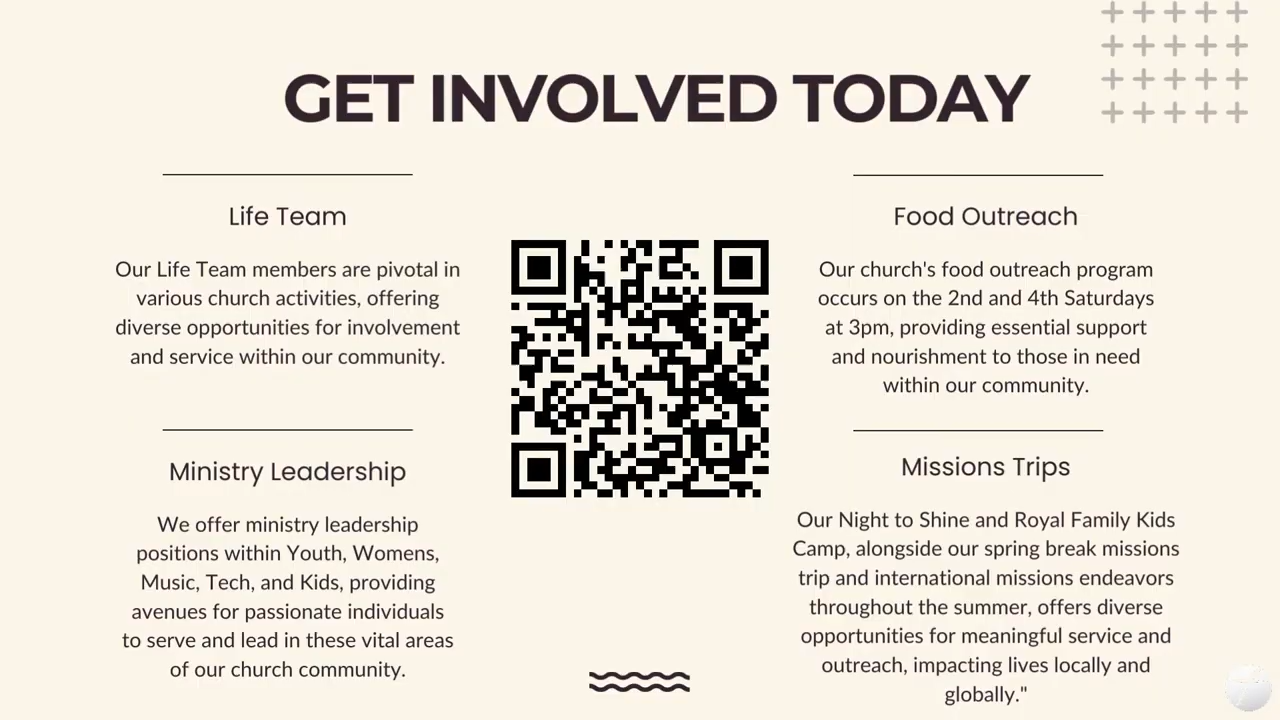 GET INVOLVED TODAY
Life Team
Our Life Team members are pivotal in
various church activities, offering
diverse opportunities for involvement
and service within our community.
Ministry Leadership
We offer ministry leadership
positions within Youth, Womens,
Music, Tech, and Kids, providing
avenues for passionate individuals
to serve and lead in these vital areas
of our church community.
Food Outreach
Our church's food outreach program
occurs on the 2nd and 4th Saturdays
at 3pm, providing essential support
and nourishment to those in need
within our community.
Missions Trips
Our Night to Shine and Royal Family Kids
Camp, alongside our spring break missions
trip and international missions endeavors
throughout the summer, offers diverse
opportunities for meaningful service and
outreach, impacting lives locally and
globally."